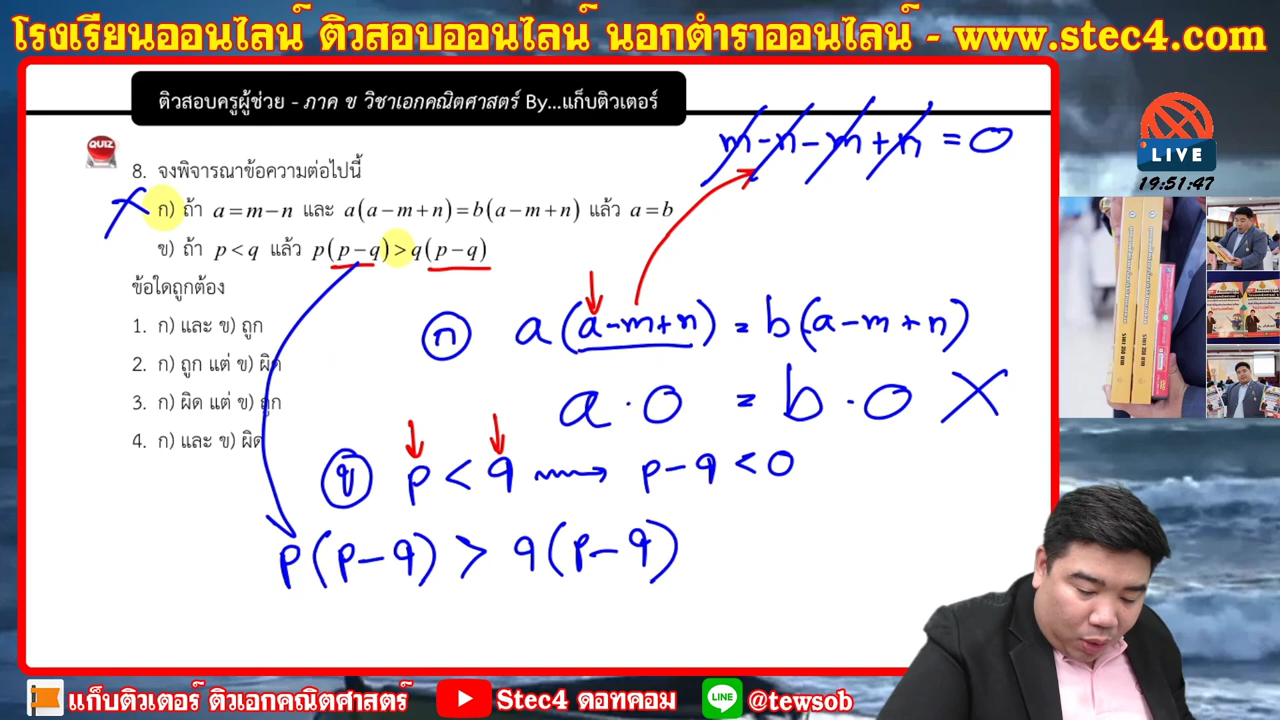 โรงเรียนออนไลน์ ติวสอบออนไลน์ นอกตำราออนไลน์ - www.stec4.com
ติวสอบครูผู้ช่วย - ภาค ข วิชาเอกคณิตศาสตร์ By...แก็บติวเตอร์
m - n - m + n = 0
QUIZ
8. จงพิจารณาข้อความต่อไปนี้
ก) ถ้า a = m − n และ a(a − m + n) = b(a − m + n) แล้ว a = b
ข) ถ้า p < q แล้ว p(p − q) > q(p − q)
ข้อใดถูกต้อง
1. ก) และ ข) ถูก
2. ก) ถูก แต่ ข) ผิด
3. ก) ผิด แต่ ข) ถูก
4. ก) และ ข) ผิด
ก a(a - m + n) = b(a - m + n)
a · 0 = b · 0 X
ข p < q → p - q < 0
p(p - q) > q(p - q)
LIVE
19:51:47
แก็บติวเตอร์ ติวเอกคณิตศาสตร์
Stec4 ดอทคอม
LINE @tewsob